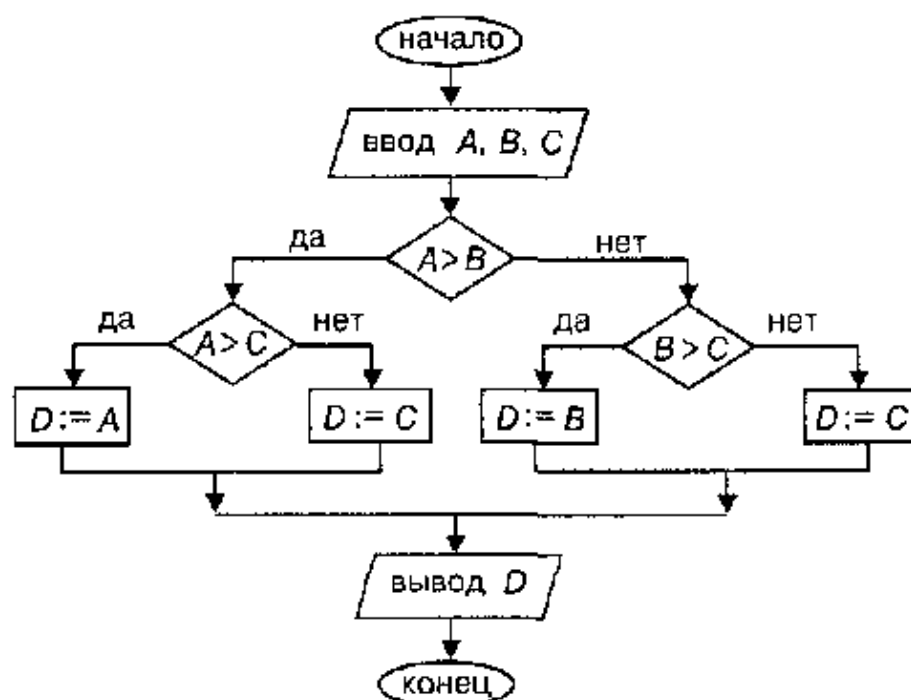 начало
ввод A, B, C
да
A > B
нет
да
A > C
нет
да
B > C
нет
D := A
D := C
D := B
D := C
вывод D
конец